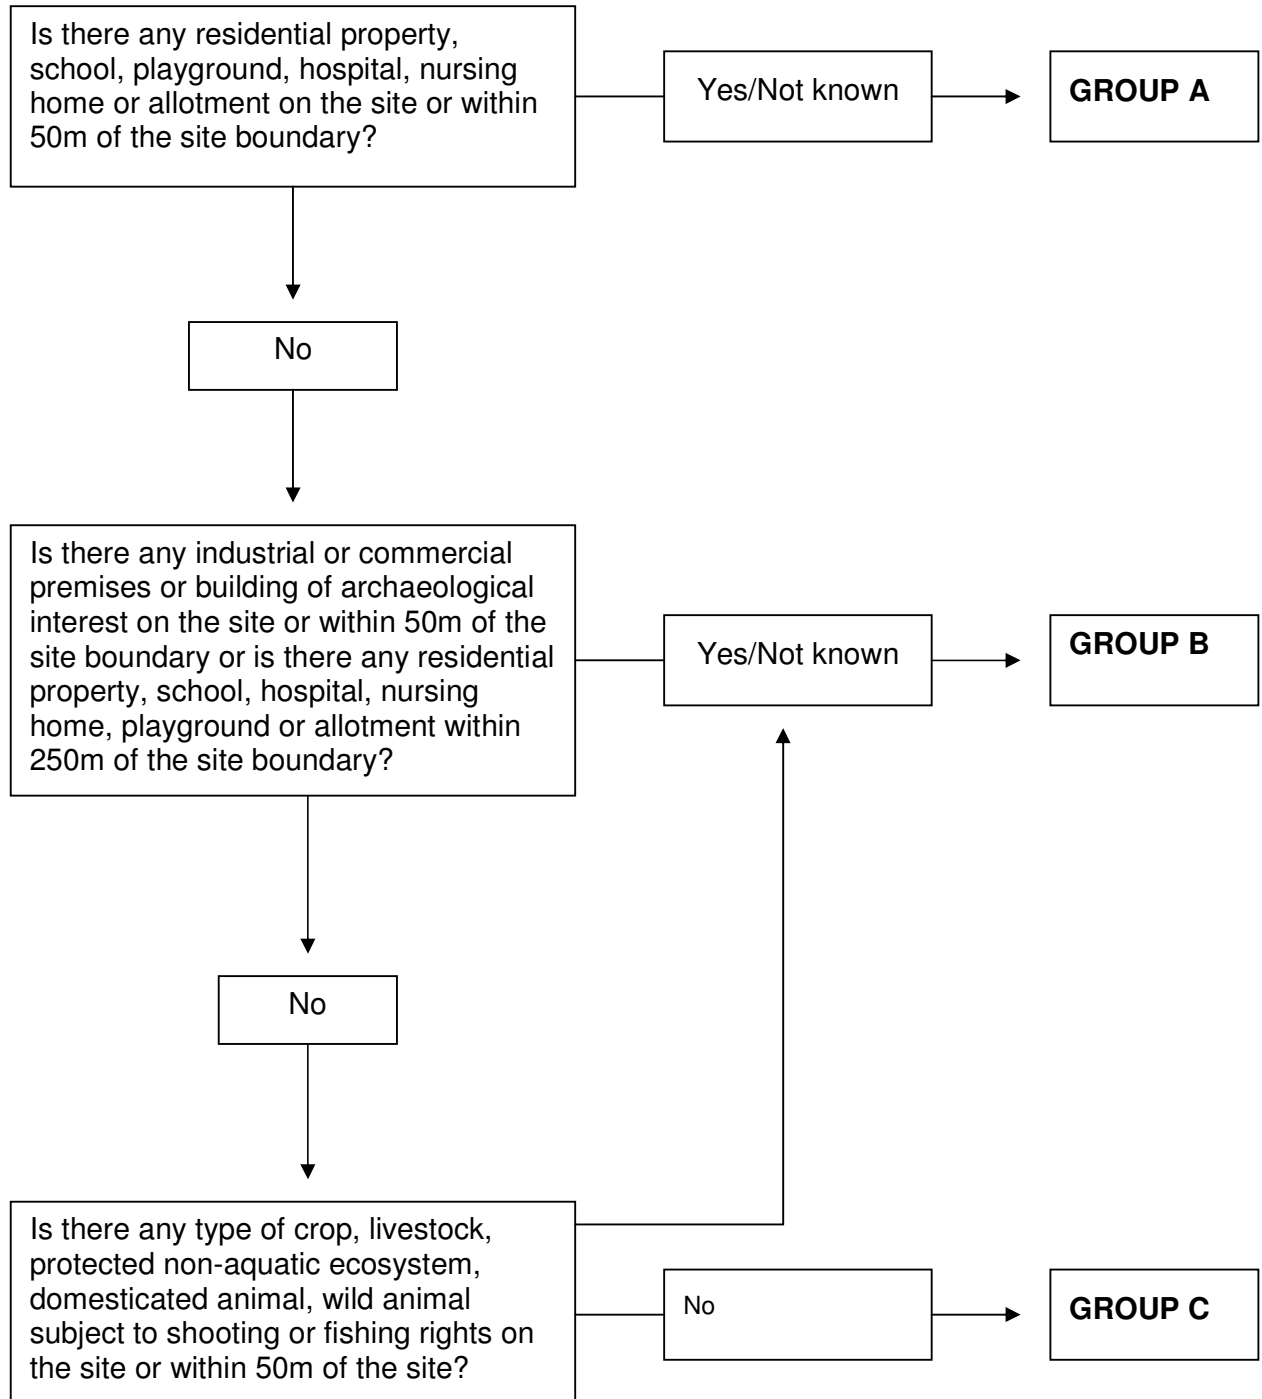 Is there any residential property,
school, playground, hospital, nursing
home or allotment on the site or within
50m of the site boundary?
Yes/Not known
GROUP A
No
Is there any industrial or commercial
premises or building of archaeological
interest on the site or within 50m of the
site boundary or is there any residential
property, school, hospital, nursing
home, playground or allotment within
250m of the site boundary?
Yes/Not known
GROUP B
No
Is there any type of crop, livestock,
protected non-aquatic ecosystem,
domesticated animal, wild animal
subject to shooting or fishing rights on
the site or within 50m of the site?
No
GROUP C